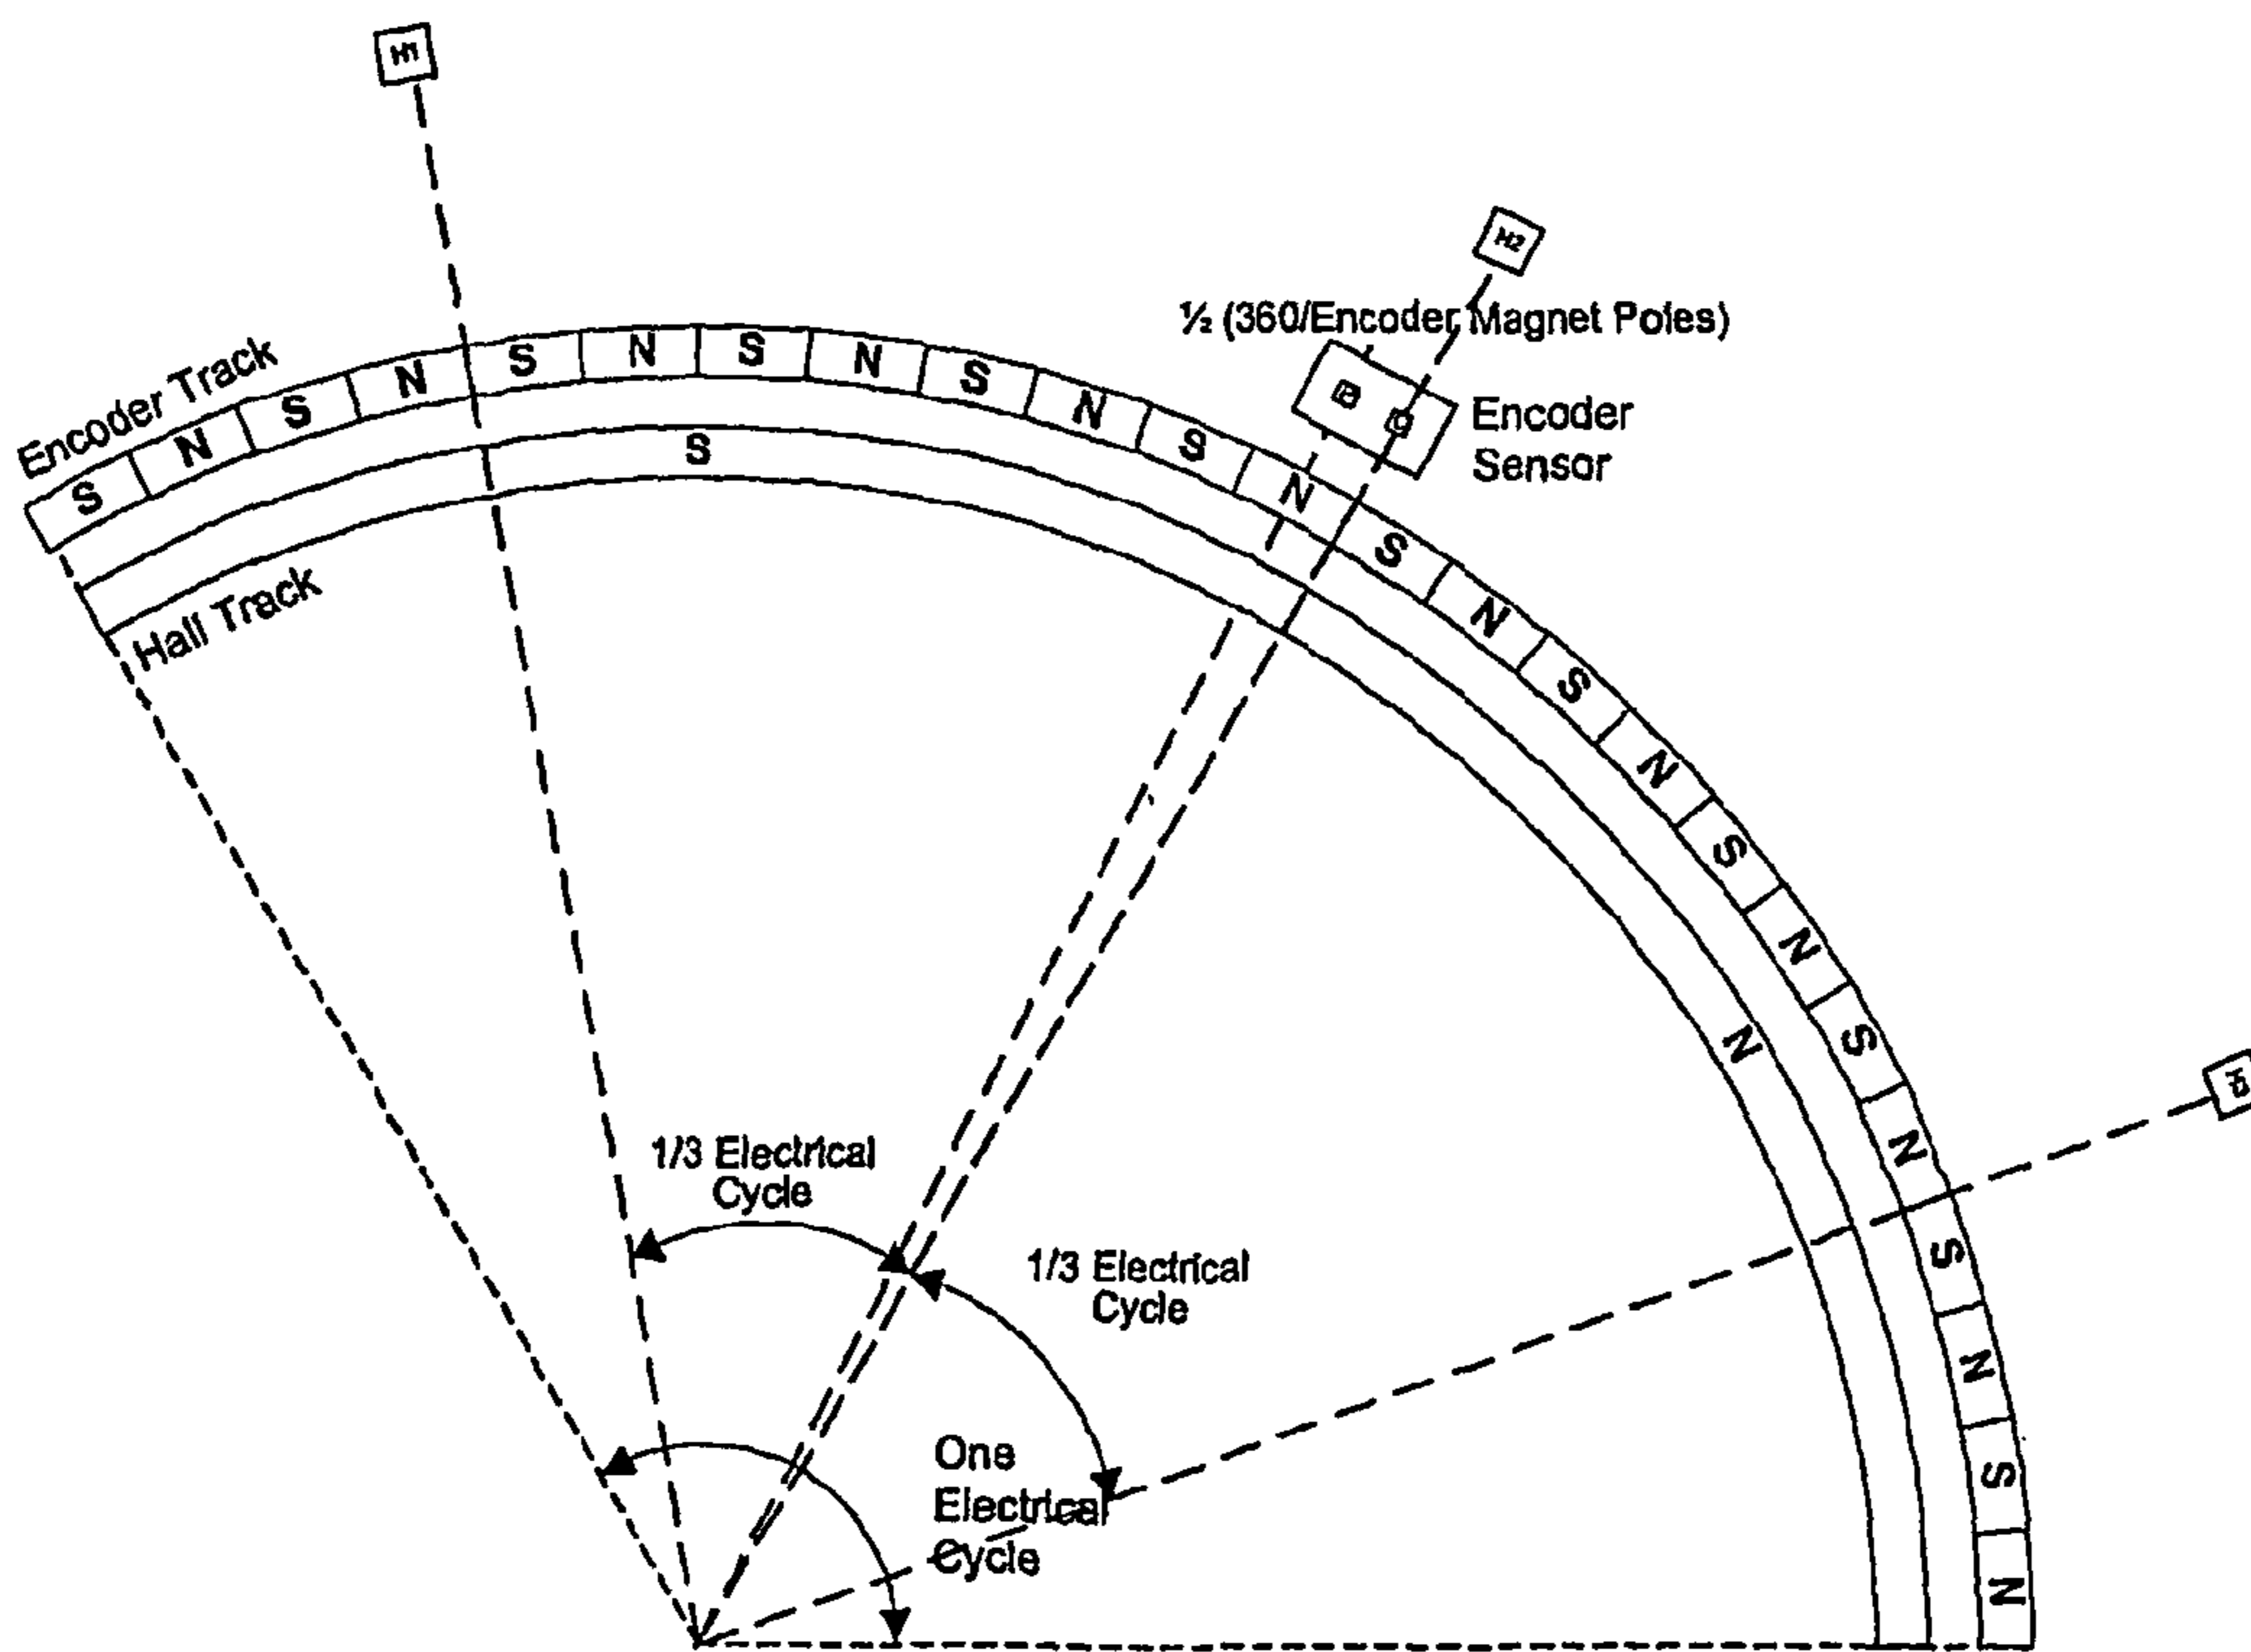 H1
H2
½ (360/Encoder Magnet Poles)
Encoder
Sensor
Encoder Track
S N S N S N S N S N S N S N S N S N S N S N S N
Hall Track
S
N
1/3 Electrical
Cycle
1/3 Electrical
Cycle
One
Electrical
Cycle